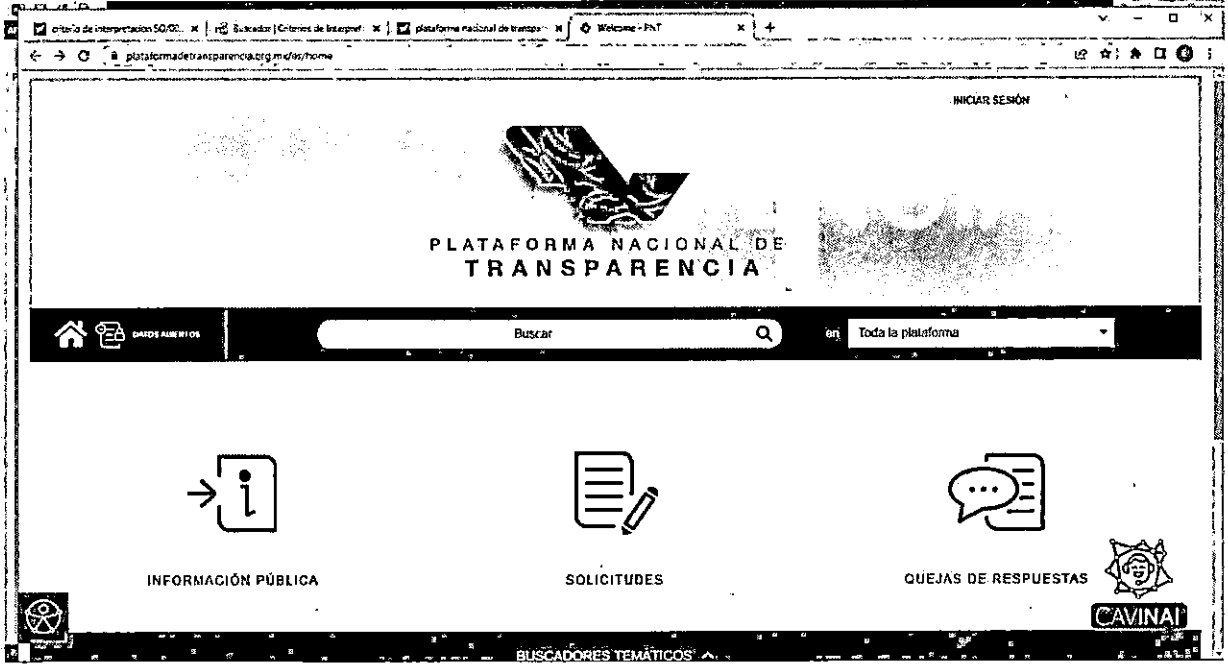 criterio de interpretacion SO/02...
Buscador | Criterios de Interpret
plataforma nacional de transpar
Welcome - PNT
plataformadetransparencia.org.mx/es/home
INICIAR SESIÓN
PLATAFORMA NACIONAL DE
TRANSPARENCIA
DATOS ABIERTOS
Buscar
en
Toda la plataforma
INFORMACIÓN PÚBLICA
SOLICITUDES
QUEJAS DE RESPUESTAS
CAVINAI
BUSCADORES TEMÁTICOS